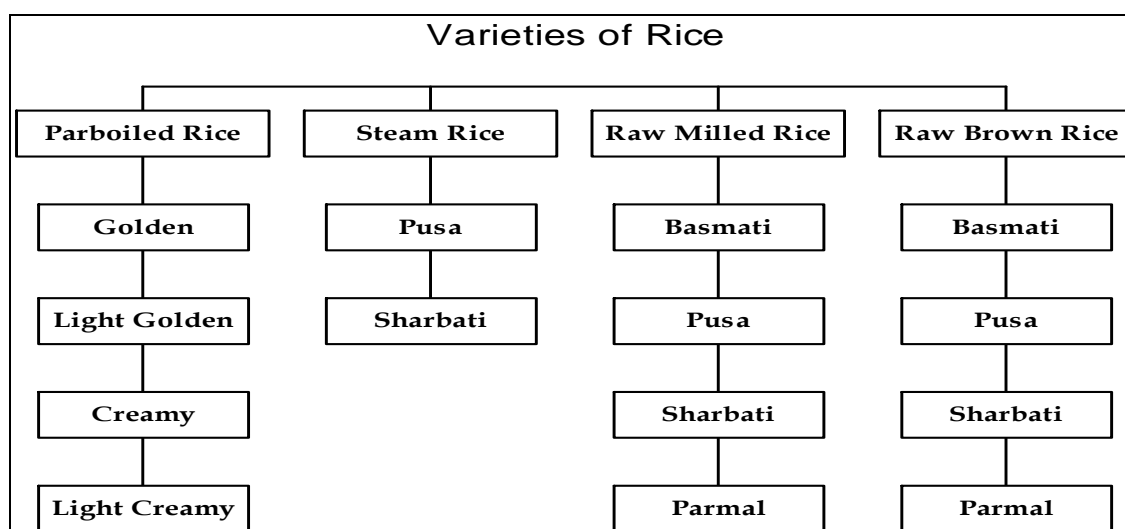 Varieties of Rice
Parboiled Rice
Steam Rice
Raw Milled Rice
Raw Brown Rice
Golden
Pusa
Basmati
Basmati
Light Golden
Sharbati
Pusa
Pusa
Creamy
Sharbati
Sharbati
Light Creamy
Parmal
Parmal